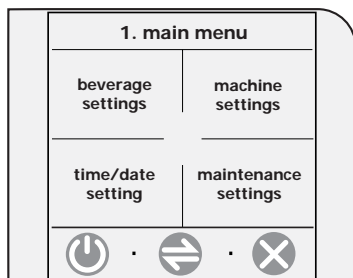 1. main menu
beverage
settings
machine
settings
time/date
setting
maintenance
settings